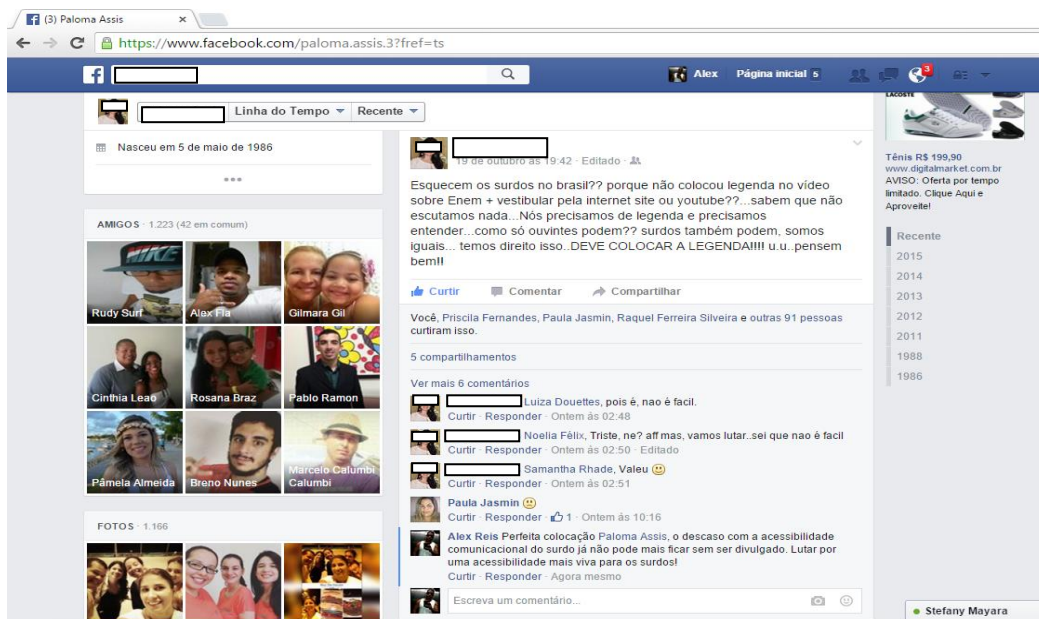 (3) Paloma Assis
https://www.facebook.com/paloma.assis.3?fref=ts
Alex Página inicial 5
3
Linha do Tempo Recente
Nasceu em 5 de maio de 1986
AMIGOS · 1.223 (42 em comum)
Rudy Surf
Alex Fla
Gilmara Gil
Cinthia Leao
Rosana Braz
Pablo Ramon
Pâmela Almeida
Breno Nunes
Marcelo Calumbi
Calumbi
FOTOS · 1.166
19 de outubro às 19:42 · Editado ·
Esquecem os surdos no brasil?? porque não colocou legenda no vídeo
sobre Enem + vestibular pela internet site ou youtube??...sabem que não
escutamos nada...Nós precisamos de legenda e precisamos
entender...como só ouvintes podem?? surdos também podem, somos
iguais... temos direito isso..DEVE COLOCAR A LEGENDA!!!! u.u..pensem
bem!!
Curtir Comentar Compartilhar
Você, Priscila Fernandes, Paula Jasmin, Raquel Ferreira Silveira e outras 91 pessoas
curtiram isso.
5 compartilhamentos
Ver mais 6 comentários
Luiza Douettes, pois é, nao è facil.
Curtir · Responder · Ontem às 02:48
Noelia Félix, Triste, ne? aff mas, vamos lutar..sei que nao è facil
Curtir · Responder · Ontem às 02:50 · Editado
Samantha Rhade, Valeu
Curtir · Responder · Ontem às 02:51
Paula Jasmin
Curtir · Responder · 1 · Ontem às 10:16
Alex Reis Perfeita colocação Paloma Assis, o descaso com a acessibilidade
comunicacional do surdo já não pode mais ficar sem ser divulgado. Lutar por
uma acessibilidade mais viva para os surdos!
Curtir · Responder · Agora mesmo
Escreva um comentário...
LACOSTE
Tênis R$ 199,90
www.digitalmarket.com.br
AVISO: Oferta por tempo
limitado. Clique Aqui e
Aproveite!
Recente
2015
2014
2013
2012
2011
1988
1986
Stefany Mayara